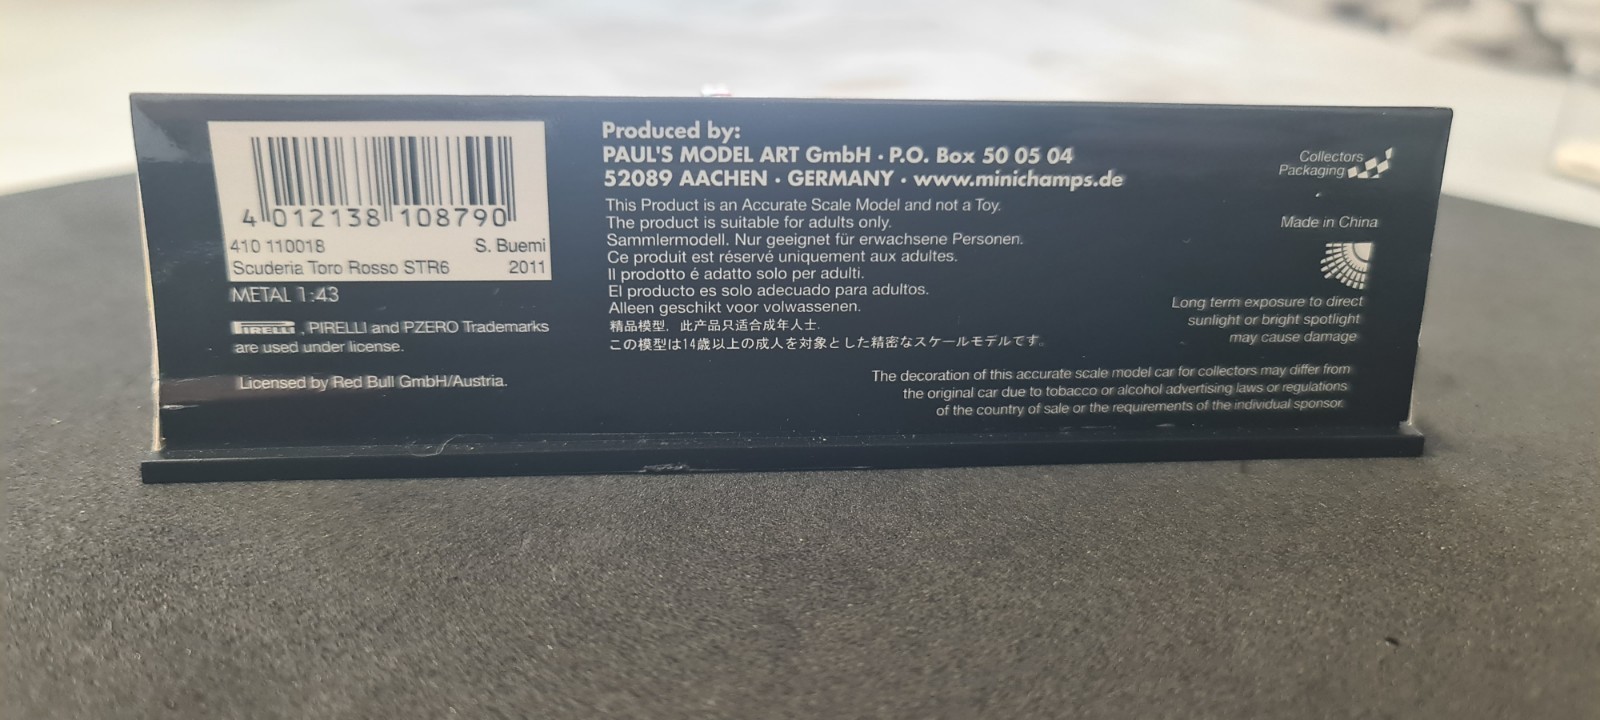 4 012138 108790
410 110018 S. Buemi
Scuderia Toro Rosso STR6 2011
METAL 1:43
PIRELLI, PIRELLI and PZERO Trademarks
are used under license.
Licensed by Red Bull GmbH/Austria.
Produced by:
PAUL'S MODEL ART GmbH · P.O. Box 50 05 04
52089 AACHEN · GERMANY · www.minichamps.de
This Product is an Accurate Scale Model and not a Toy.
The product is suitable for adults only.
Sammlermodell. Nur geeignet für erwachsene Personen.
Ce produit est réservé uniquement aux adultes.
Il prodotto é adatto solo per adulti.
El producto es solo adecuado para adultos.
Alleen geschikt voor volwassenen.
精品模型，此产品只适合成年人士.
この模型は14歳以上の成人を対象とした精密なスケールモデルです。
Collectors
Packaging
Made in China
Long term exposure to direct
sunlight or bright spotlight
may cause damage
The decoration of this accurate scale model car for collectors may differ from
the original car due to tobacco or alcohol advertising laws or regulations
of the country of sale or the requirements of the individual sponsor.